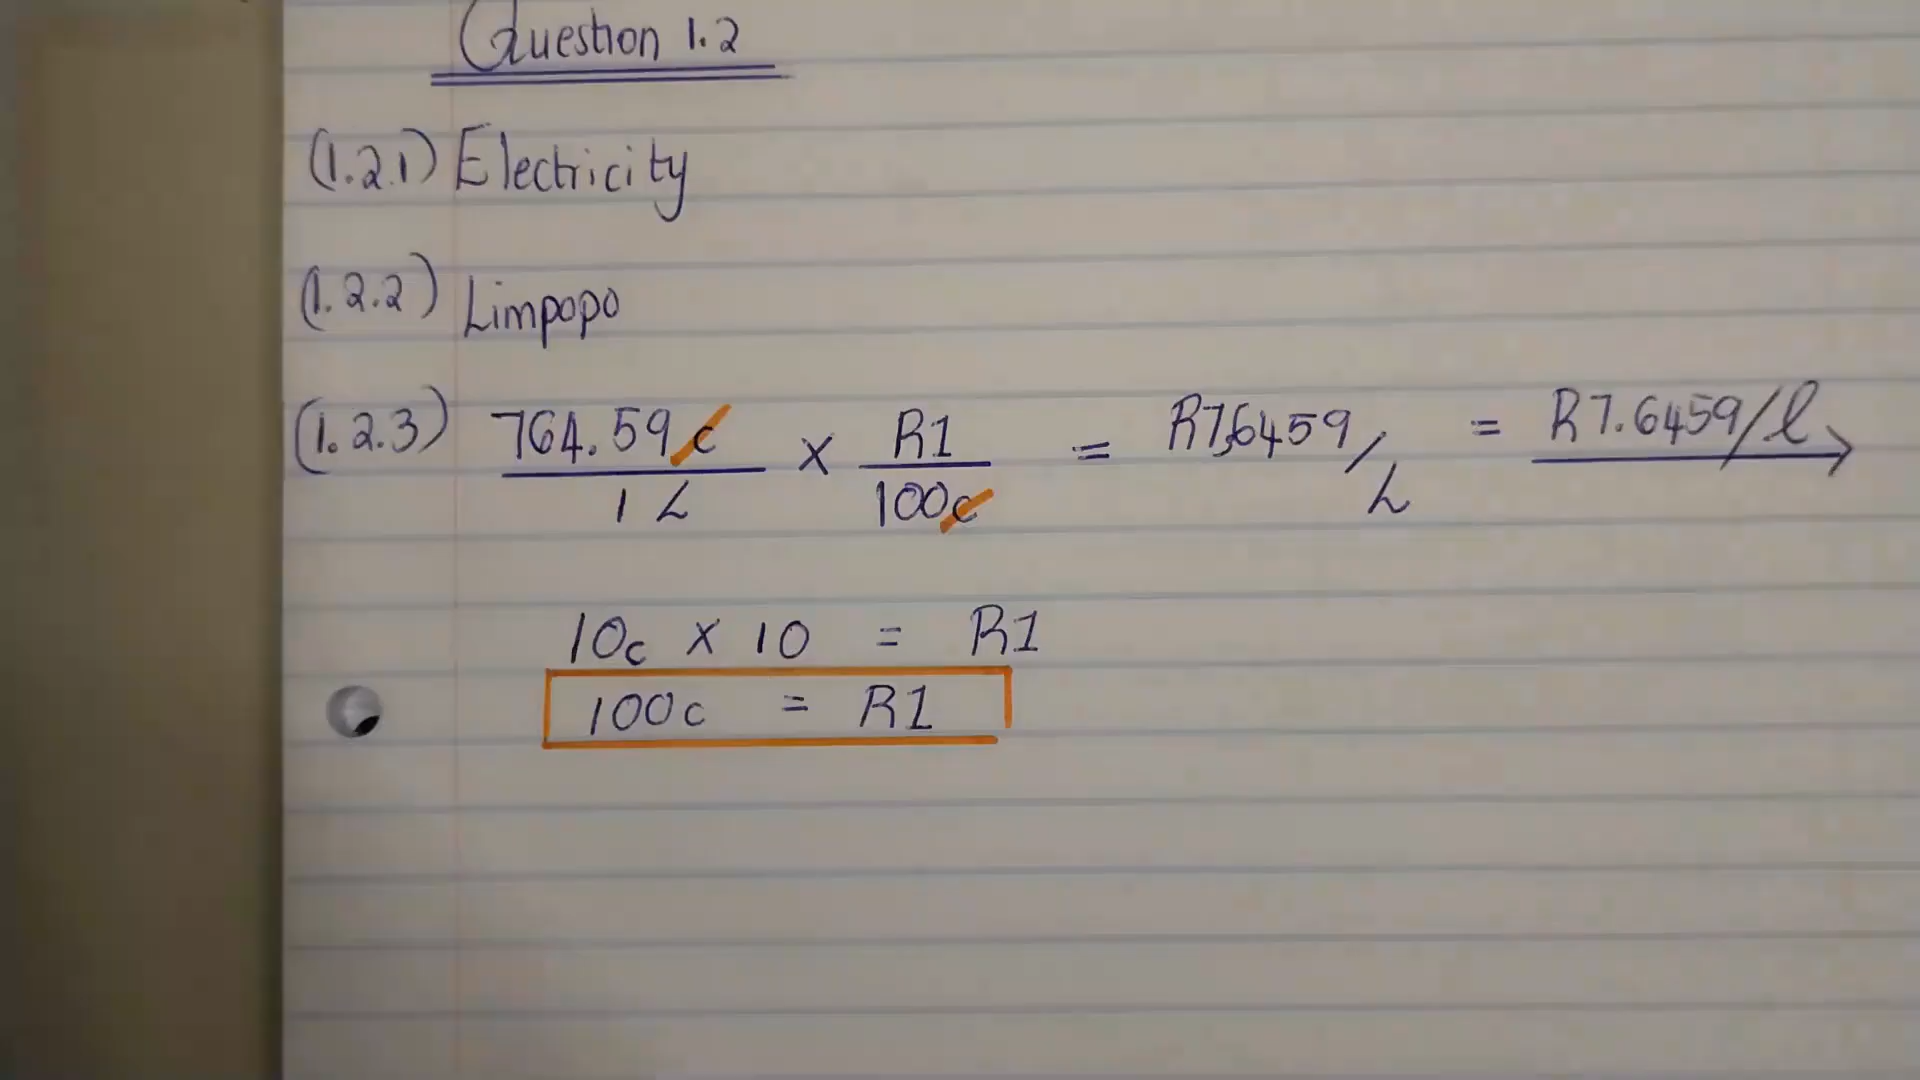 Question 1.2
(1.2.1) Electricity
(1.2.2) Limpopo
(1.2.3) 764.59c / 1L x R1 / 100c = R7,6459/L = R7.6459/l
10c x 10 = R1
100c = R1